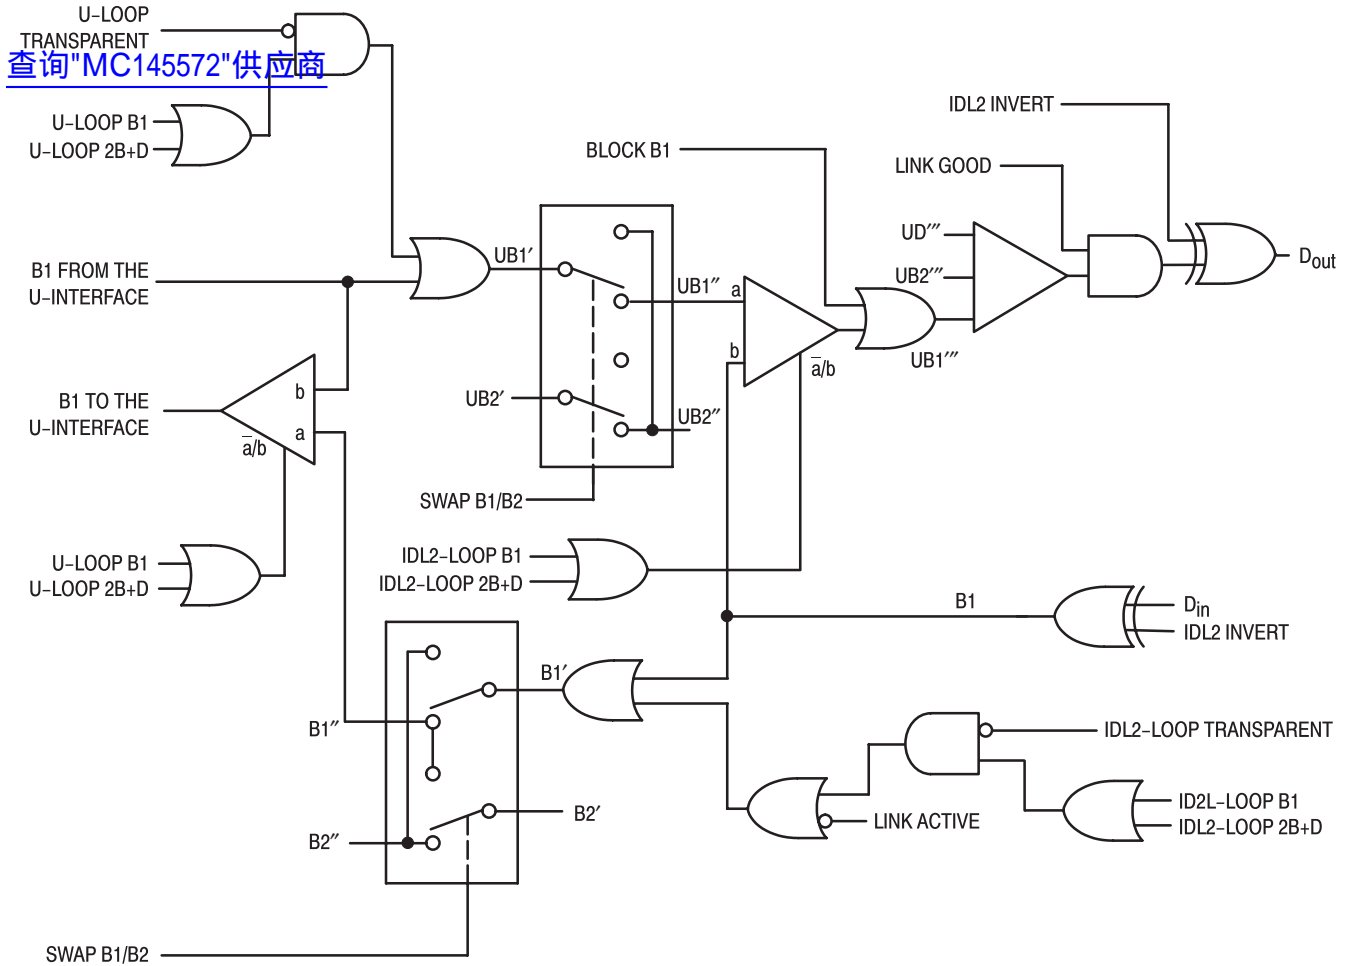 U–LOOP
TRANSPARENT
查询"MC145572"供应商
U–LOOP B1
U–LOOP 2B+D
IDL2 INVERT
BLOCK B1
LINK GOOD
UD′′′
UB2′′′
UB1′′′
Dout
B1 FROM THE
U–INTERFACE
UB1′
UB1′′
a
b
a/b
B1 TO THE
U–INTERFACE
b
a
a/b
UB2′
UB2′′
SWAP B1/B2
U–LOOP B1
U–LOOP 2B+D
IDL2–LOOP B1
IDL2–LOOP 2B+D
B1
Din
IDL2 INVERT
B1′
B1′′
B2′
B2′′
IDL2–LOOP TRANSPARENT
LINK ACTIVE
ID2L–LOOP B1
IDL2–LOOP 2B+D
SWAP B1/B2